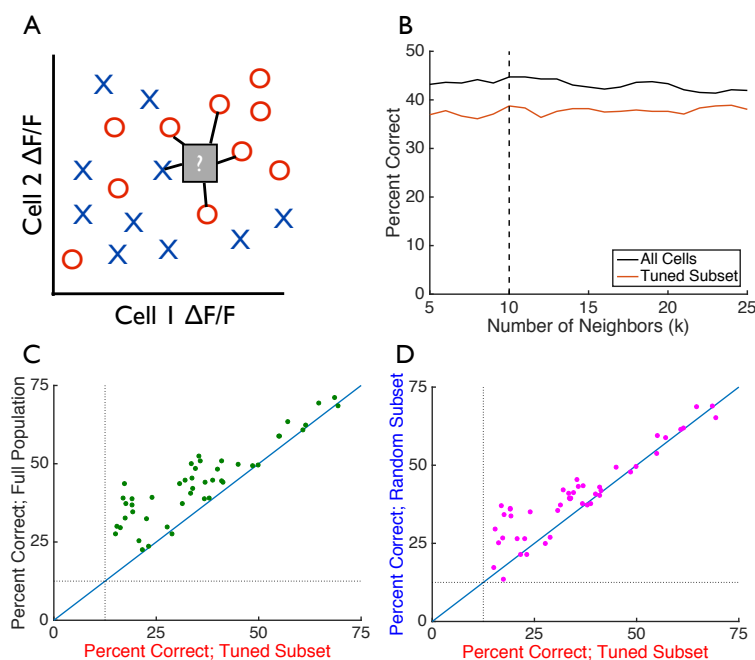 A
Cell 2 ΔF/F
?
Cell 1 ΔF/F
B
Percent Correct
50
40
30
20
10
0
5
10
15
20
25
Number of Neighbors (k)
All Cells
Tuned Subset
C
Percent Correct; Full Population
75
50
25
0
0
25
50
75
Percent Correct; Tuned Subset
D
Percent Correct; Random Subset
75
50
25
0
0
25
50
75
Percent Correct; Tuned Subset